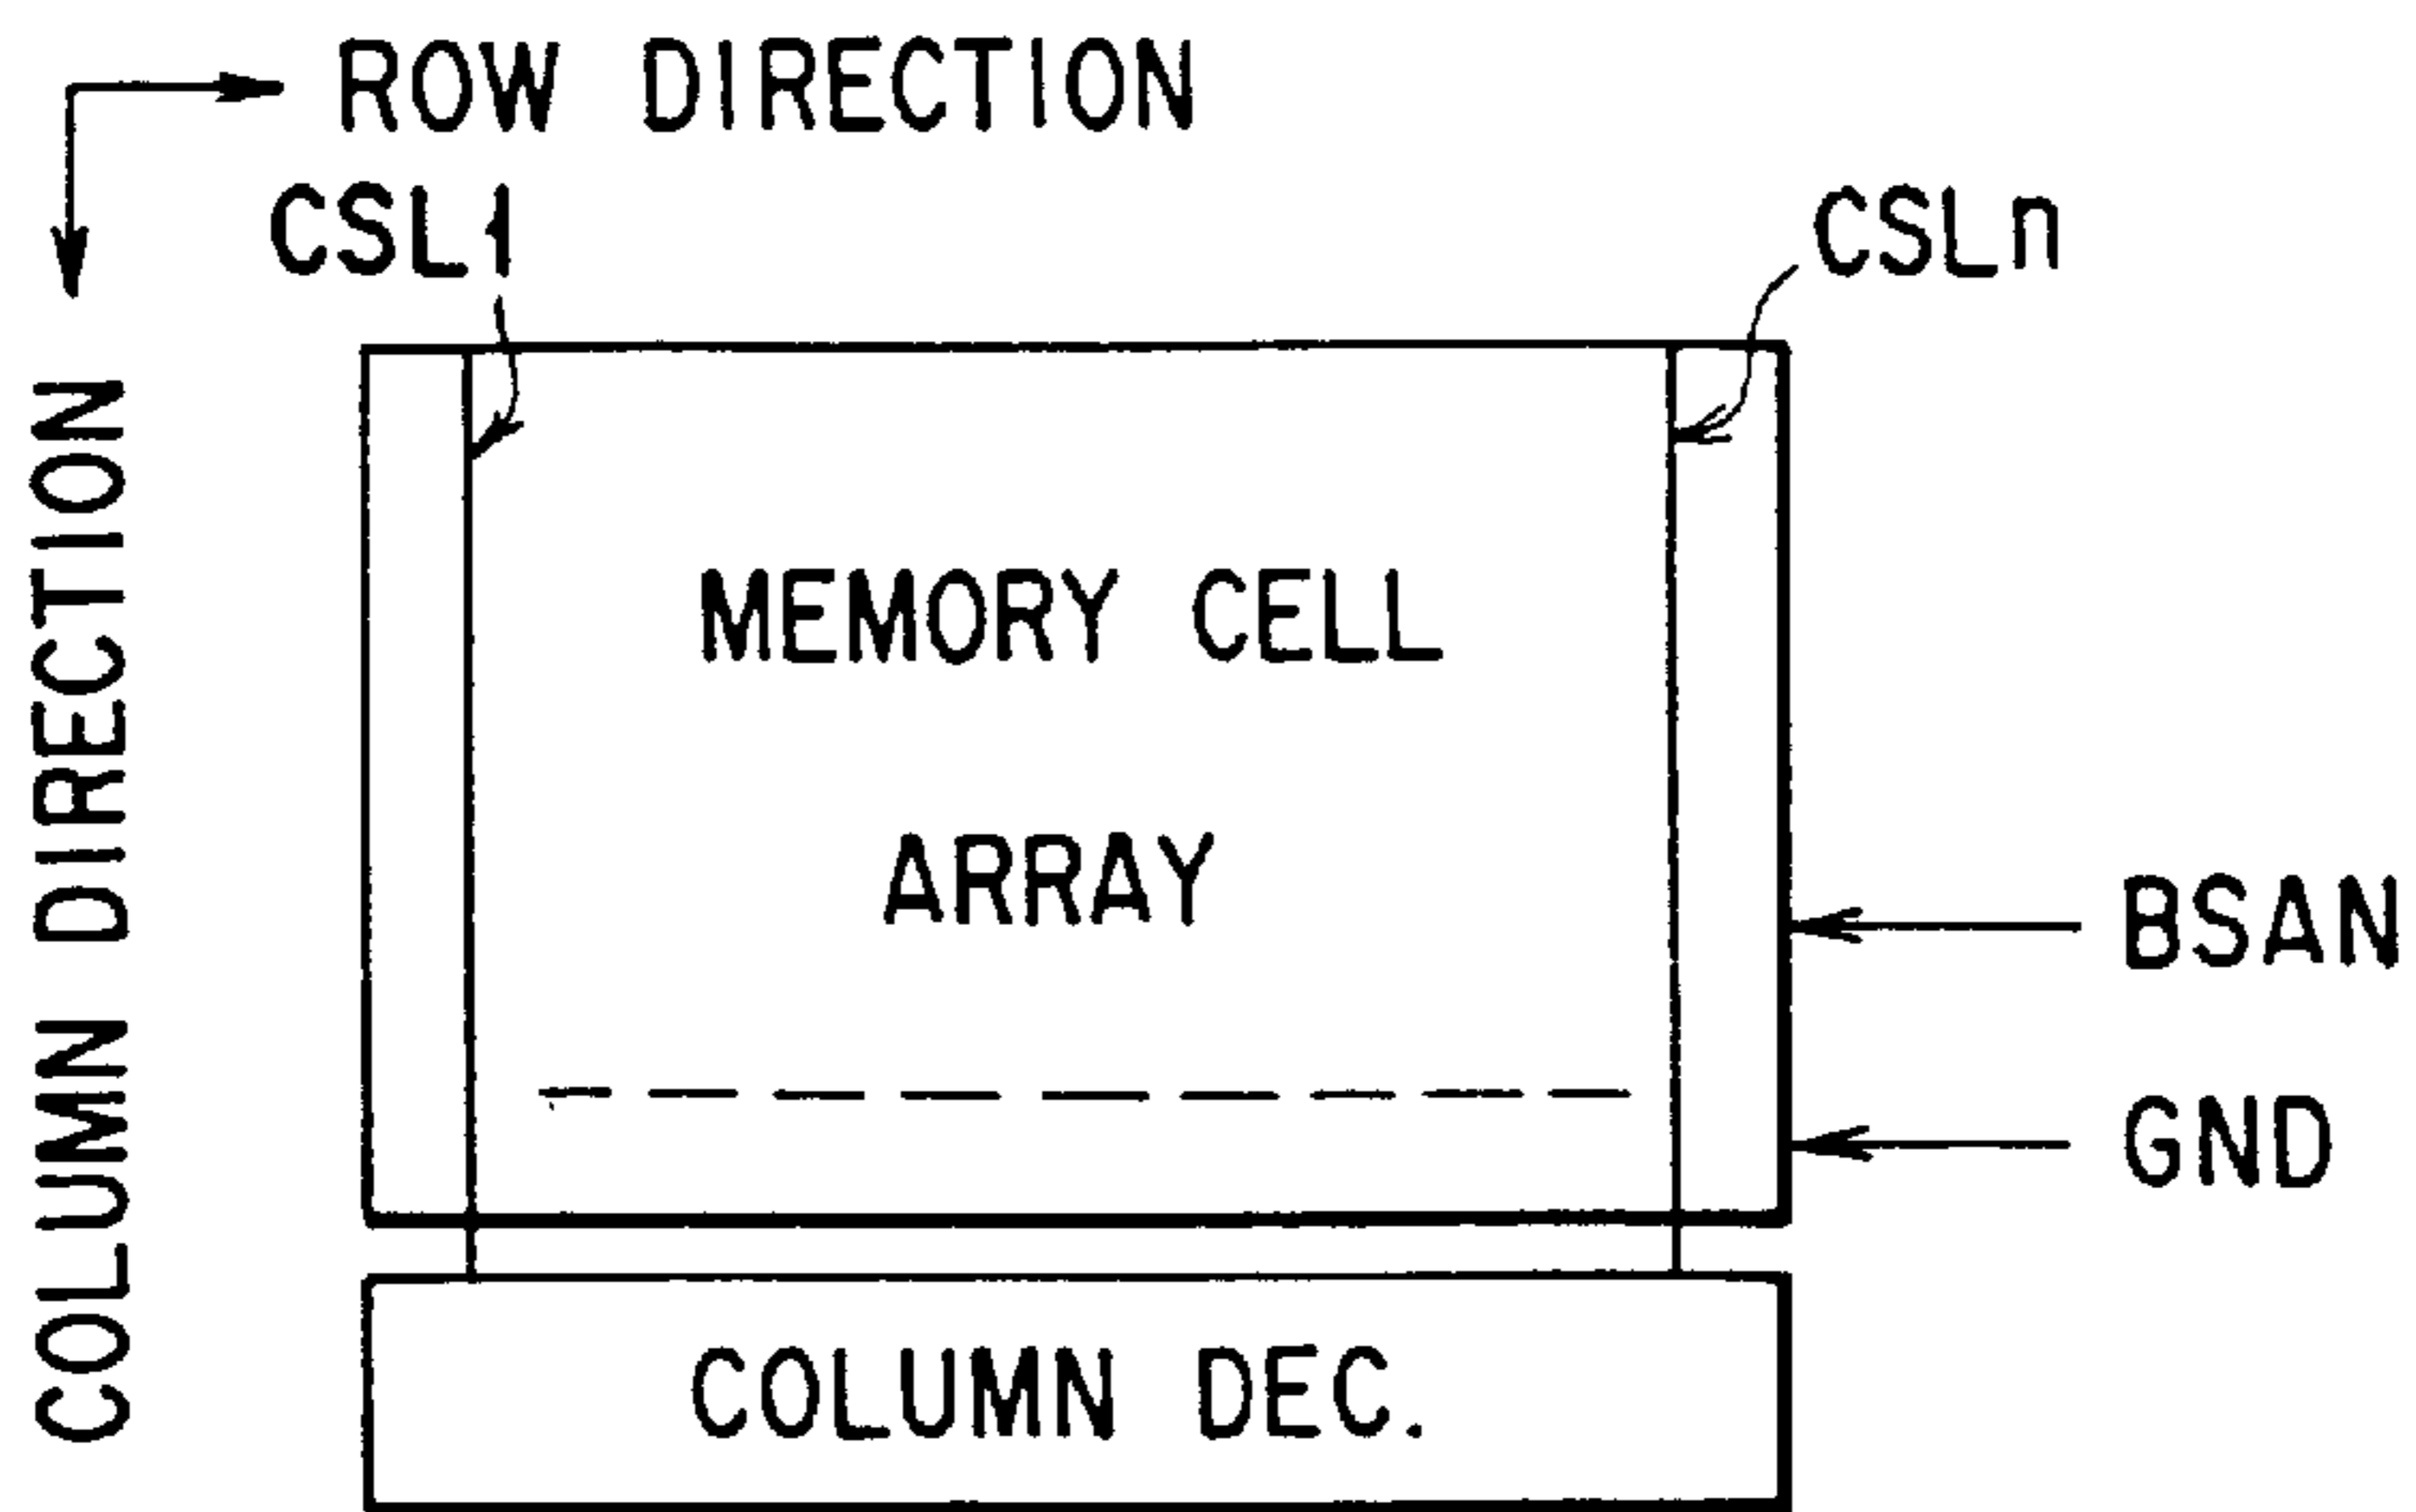 ROW DIRECTION
CSL1
CSLn
COLUMN DIRECTION
MEMORY CELL
ARRAY
BSAN
GND
COLUMN DEC.